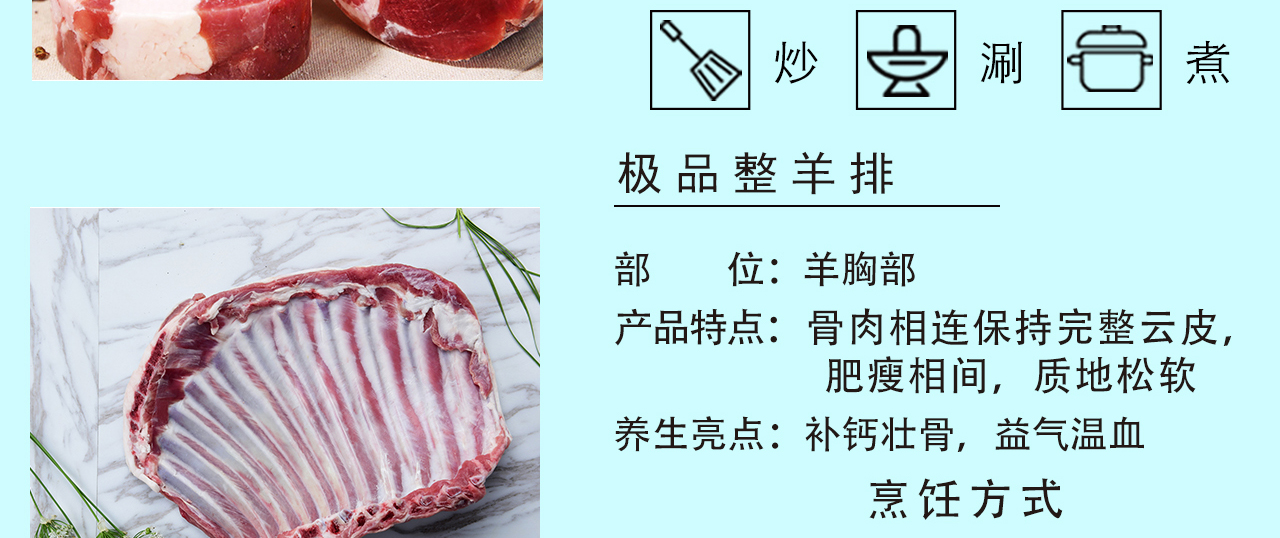 炒 涮 煮
极品整羊排
部 位：羊胸部
产品特点：骨肉相连保持完整云皮，
肥瘦相间，质地松软
养生亮点：补钙壮骨，益气温血
烹饪方式